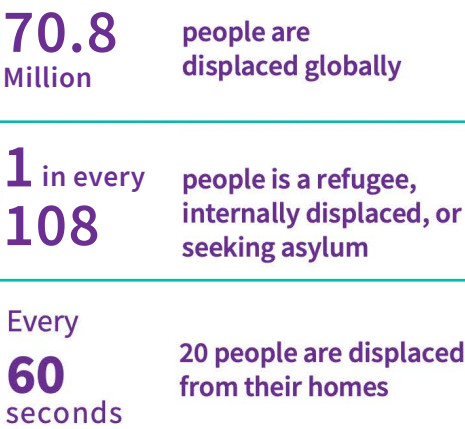 70.8
Million
people are
displaced globally
1 in every
108
people is a refugee,
internally displaced, or
seeking asylum
Every
60
seconds
20 people are displaced
from their homes